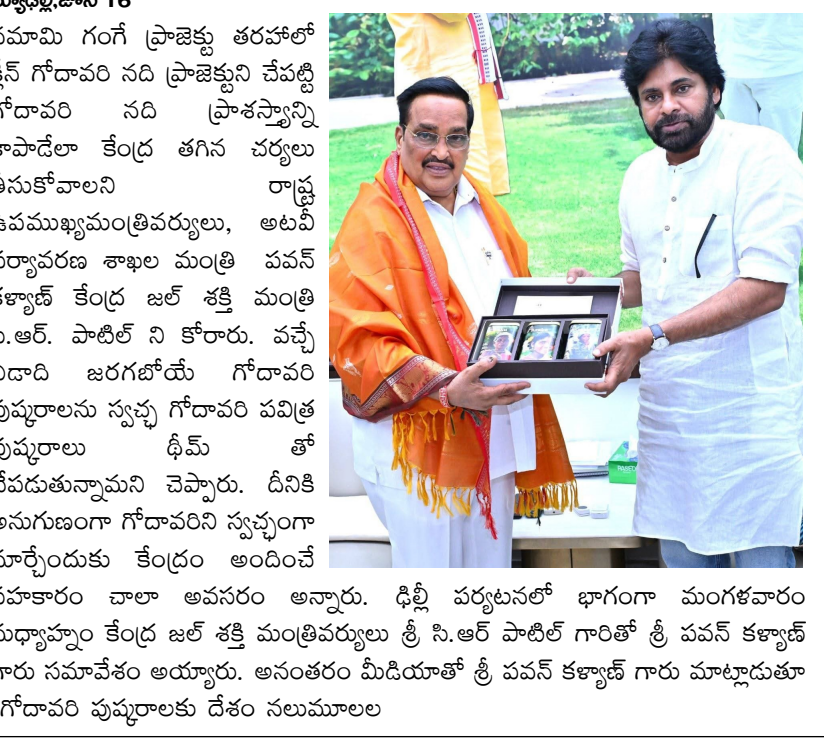 న్యూఢిల్లీ,జూన్ 16
నమామి గంగే ప్రాజెక్టు తరహాలో
క్లీన్ గోదావరి నది ప్రాజెక్టుని చేపట్టి
గోదావరి నది ప్రాశస్త్యాన్ని
కాపాడేలా కేంద్ర తగిన చర్యలు
తీసుకోవాలని రాష్ట్ర
ఉపముఖ్యమంత్రివర్యులు, అటవీ
పర్యావరణ శాఖల మంత్రి పవన్
కళ్యాణ్ కేంద్ర జల్ శక్తి మంత్రి
సి.ఆర్. పాటిల్ ని కోరారు. వచ్చే
ఏడాది జరగబోయే గోదావరి
పుష్కరాలను స్వచ్ఛ గోదావరి పవిత్ర
పుష్కరాలు థీమ్ తో
చేపడుతున్నామని చెప్పారు. దీనికి
అనుగుణంగా గోదావరిని స్వచ్ఛంగా
మార్చేందుకు కేంద్రం అందించే
సహకారం చాలా అవసరం అన్నారు. ఢిల్లీ పర్యటనలో భాగంగా మంగళవారం
మధ్యాహ్నం కేంద్ర జల్ శక్తి మంత్రివర్యులు శ్రీ సి.ఆర్ పాటిల్ గారితో శ్రీ పవన్ కళ్యాణ్
గారు సమావేశం అయ్యారు. అనంతరం మీడియాతో శ్రీ పవన్ కళ్యాణ్ గారు మాట్లాడుతూ
గోదావరి పుష్కరాలకు దేశం నలుమూలల